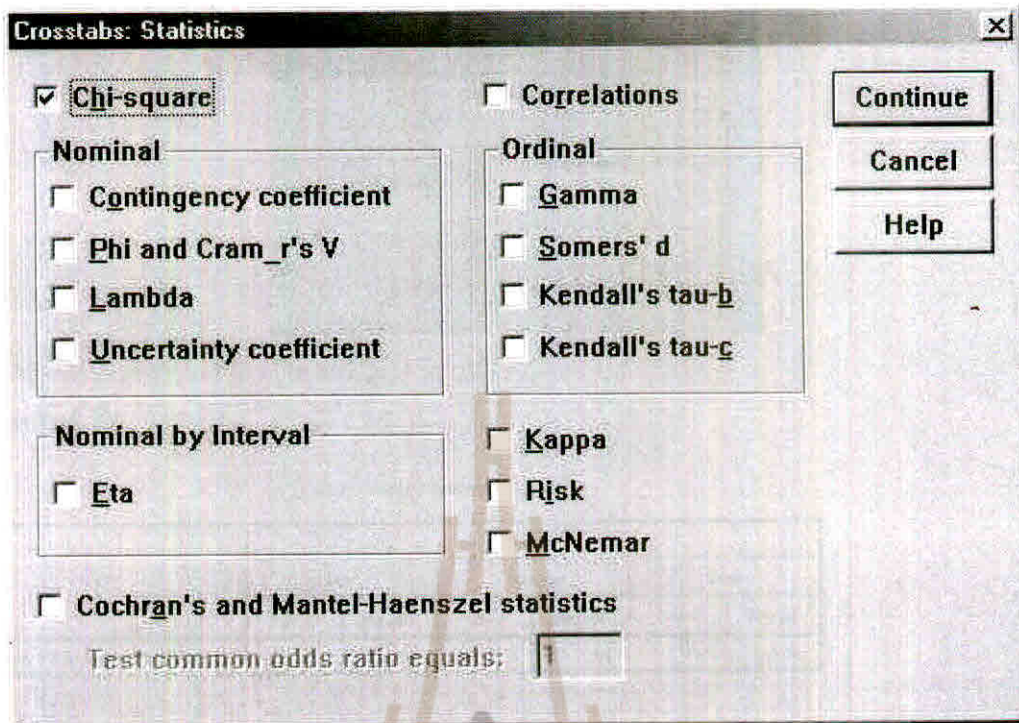 Crosstabs: Statistics
Chi-square
Correlations
Continue
Nominal
Ordinal
Cancel
Contingency coefficient
Gamma
Help
Phi and Cram_r's V
Somers' d
Lambda
Kendall's tau-b
Uncertainty coefficient
Kendall's tau-c
Nominal by Interval
Kappa
Eta
Risk
McNemar
Cochran's and Mantel-Haenszel statistics
Test common odds ratio equals:
1